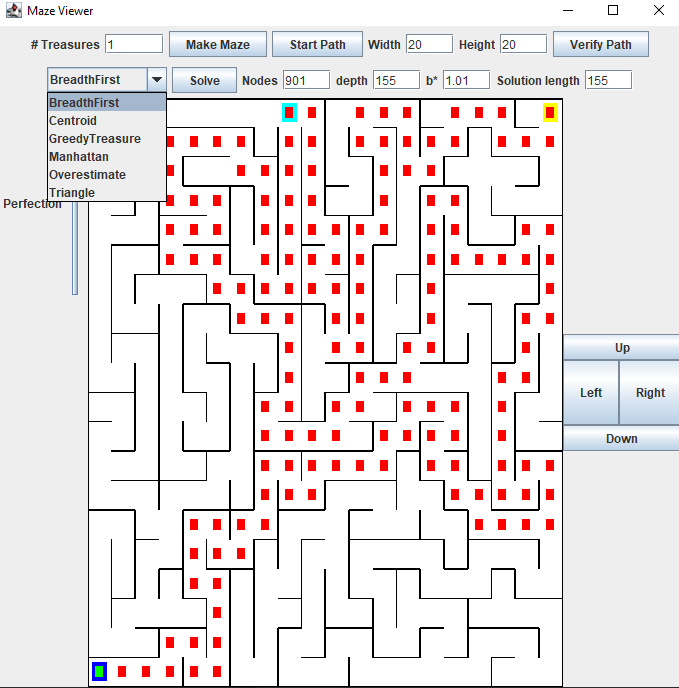 Maze Viewer
# Treasures 1 Make Maze Start Path Width 20 Height 20 Verify Path
BreadthFirst Solve Nodes 901 depth 155 b* 1.01 Solution length 155
BreadthFirst
Centroid
GreedyTreasure
Manhattan
Overestimate
Triangle
Perfection
Up
Left Right
Down